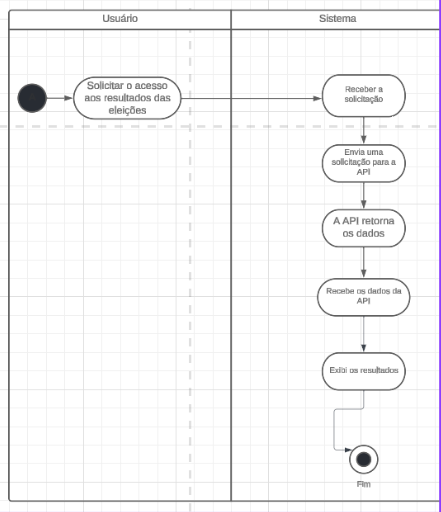 Usuário
Sistema
Solicitar o acesso
aos resultados das
eleições
Receber a
solicitação
Envia uma
solicitação para a
API
A API retorna
os dados
Recebe os dados da
API
Exibi os resultados
Fim